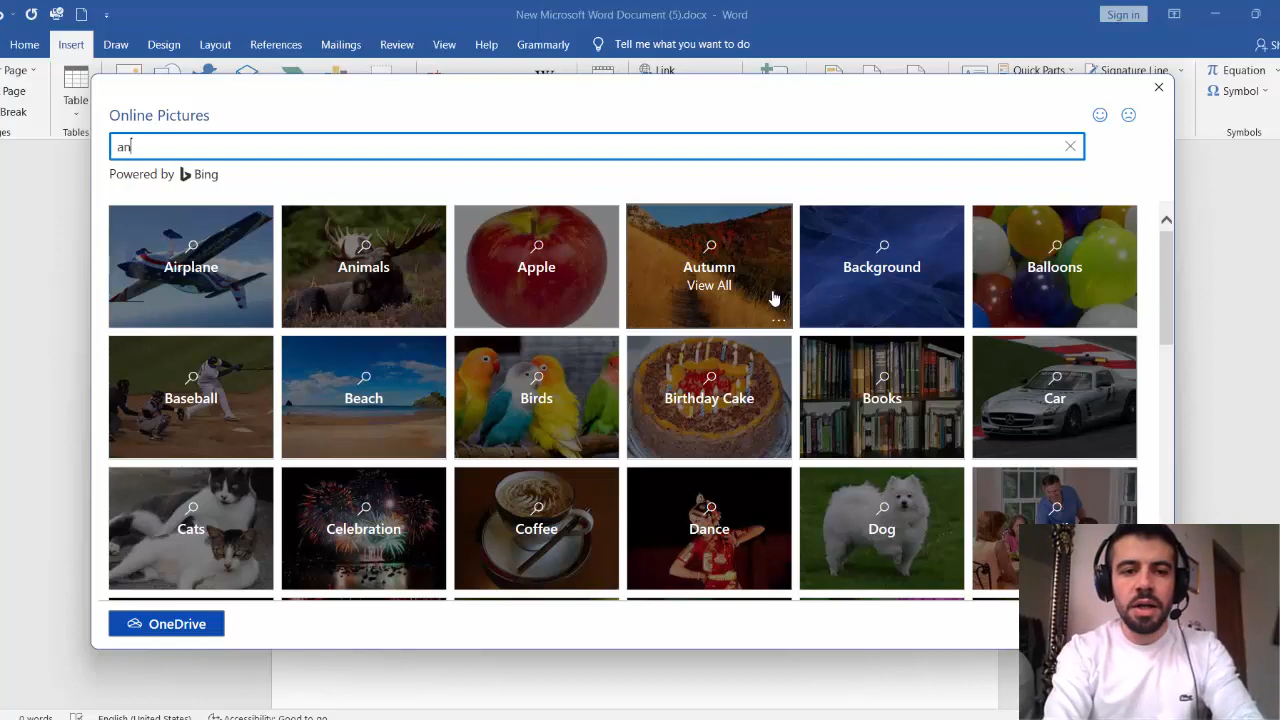 New Microsoft Word Document (5).docx - Word
Sign in
Home Insert Draw Design Layout References Mailings Review View Help Grammarly Tell me what you want to do
Page
Link
Quick Parts
Signature Line
Equation
Page
Table
Symbol
Break
Tables
Symbols
Online Pictures
an
Powered by Bing
Airplane
Animals
Apple
Autumn
View All
Background
Balloons
Baseball
Beach
Birds
Birthday Cake
Books
Car
Cats
Celebration
Coffee
Dance
Dog
OneDrive
0 words English (United States) Accessibility: Good to go